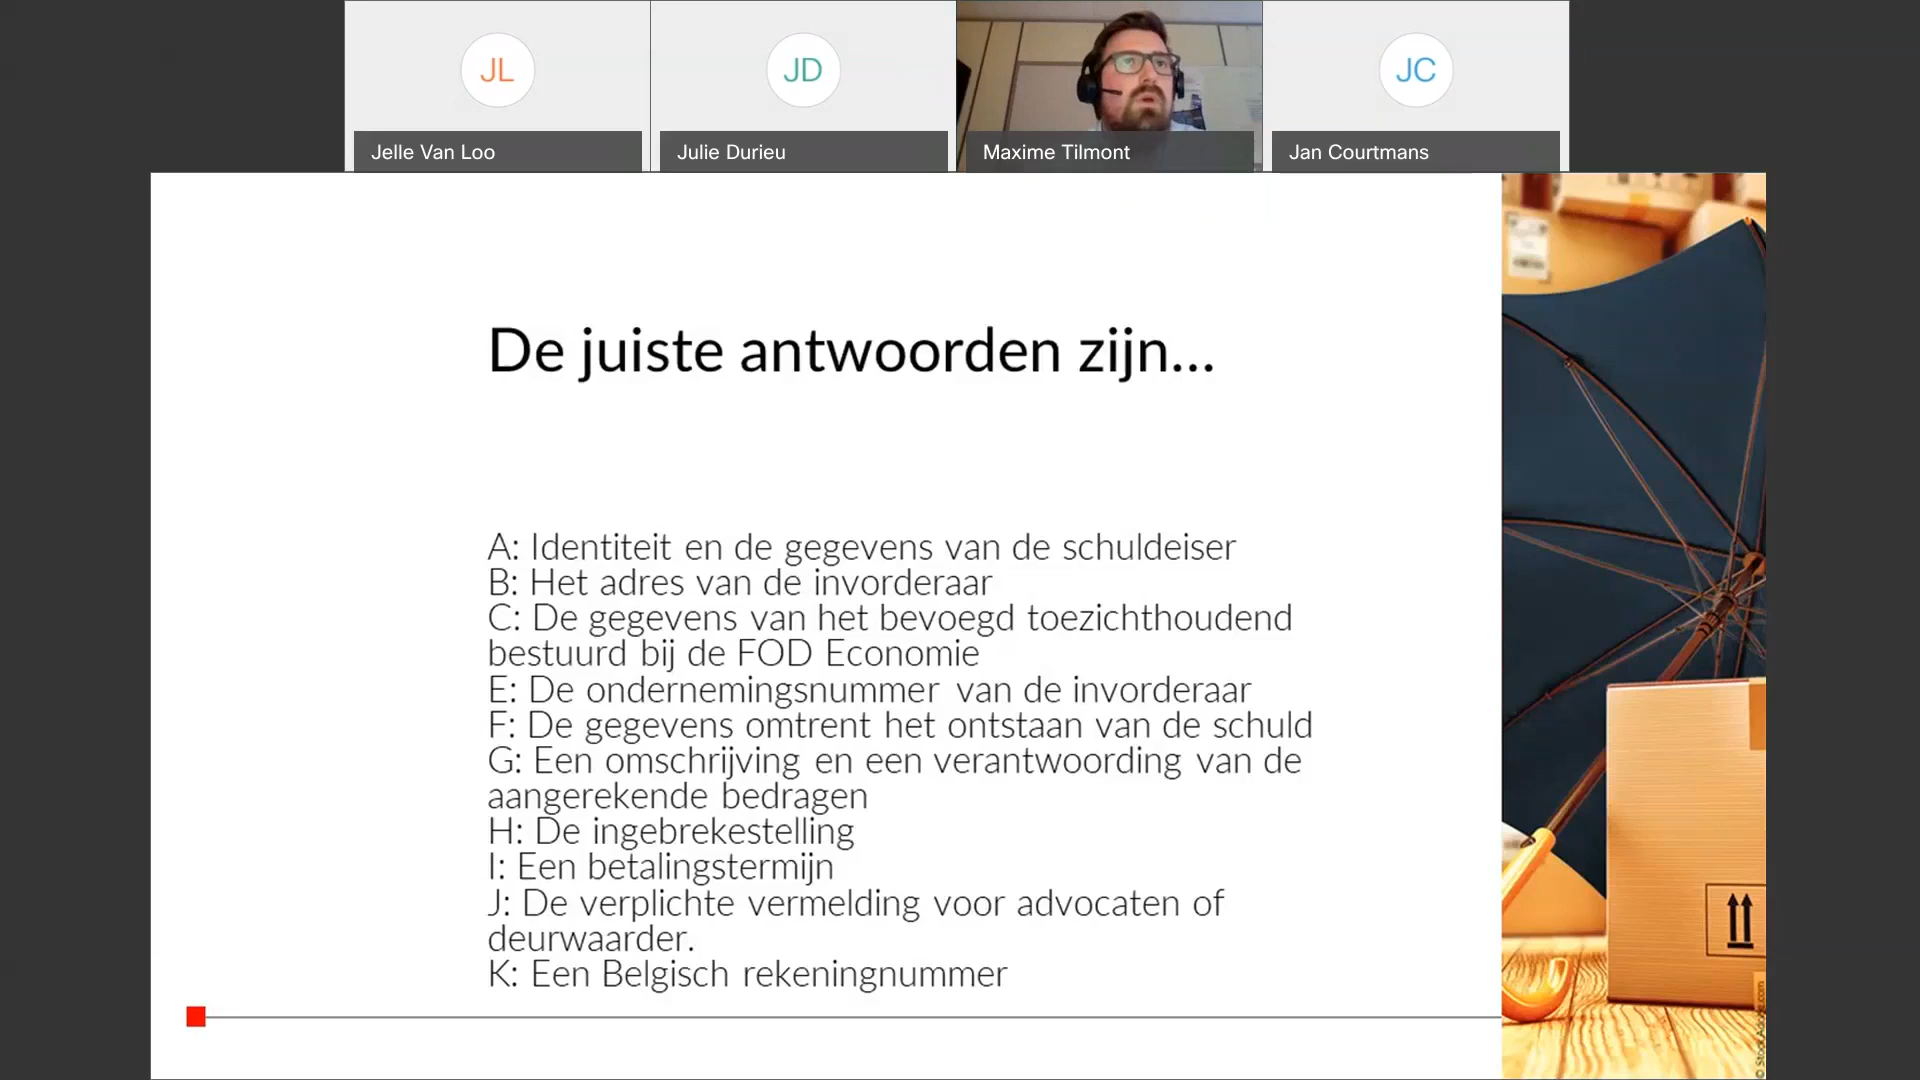 JL
JD
JC
Jelle Van Loo
Julie Durieu
Maxime Tilmont
Jan Courtmans
De juiste antwoorden zijn...
A: Identiteit en de gegevens van de schuldeiser
B: Het adres van de invorderaar
C: De gegevens van het bevoegd toezichthoudend
bestuurd bij de FOD Economie
E: De ondernemingsnummer van de invorderaar
F: De gegevens omtrent het ontstaan van de schuld
G: Een omschrijving en een verantwoording van de
aangerekende bedragen
H: De ingebrekestelling
I: Een betalingstermijn
J: De verplichte vermelding voor advocaten of
deurwaarder.
K: Een Belgisch rekeningnummer